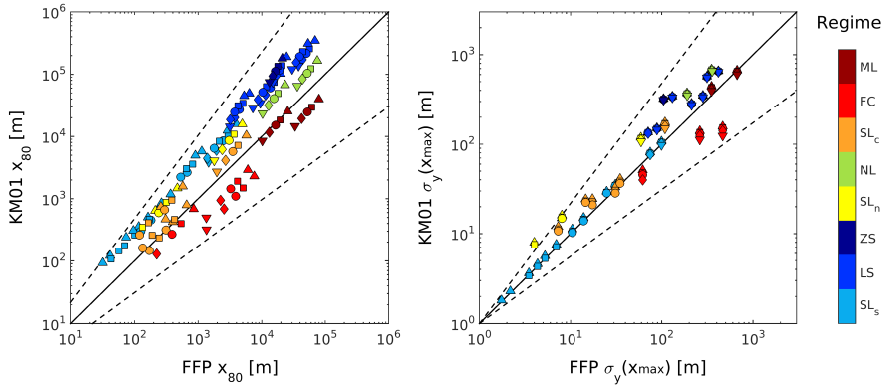 Regime
10^6
10^5
10^4
10^3
10^2
10^1
KM01 x_80 [m]
10^1 10^2 10^3 10^4 10^5 10^6
FFP x_80 [m]
10^3
10^2
10^1
10^0
KM01 σ_y(x_max) [m]
10^0 10^1 10^2 10^3
FFP σ_y(x_max) [m]
ML
FC
SL_c
NL
SL_n
ZS
LS
SL_s